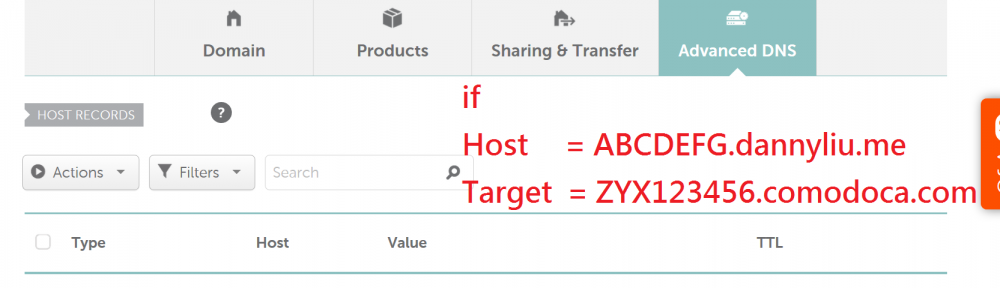 Domain
Products
Sharing & Transfer
Advanced DNS
HOST RECORDS
?
if
Host = ABCDEFG.dannyliu.me
Target = ZYX123456.comodoca.com
Actions
Filters
Search
Type
Host
Value
TTL